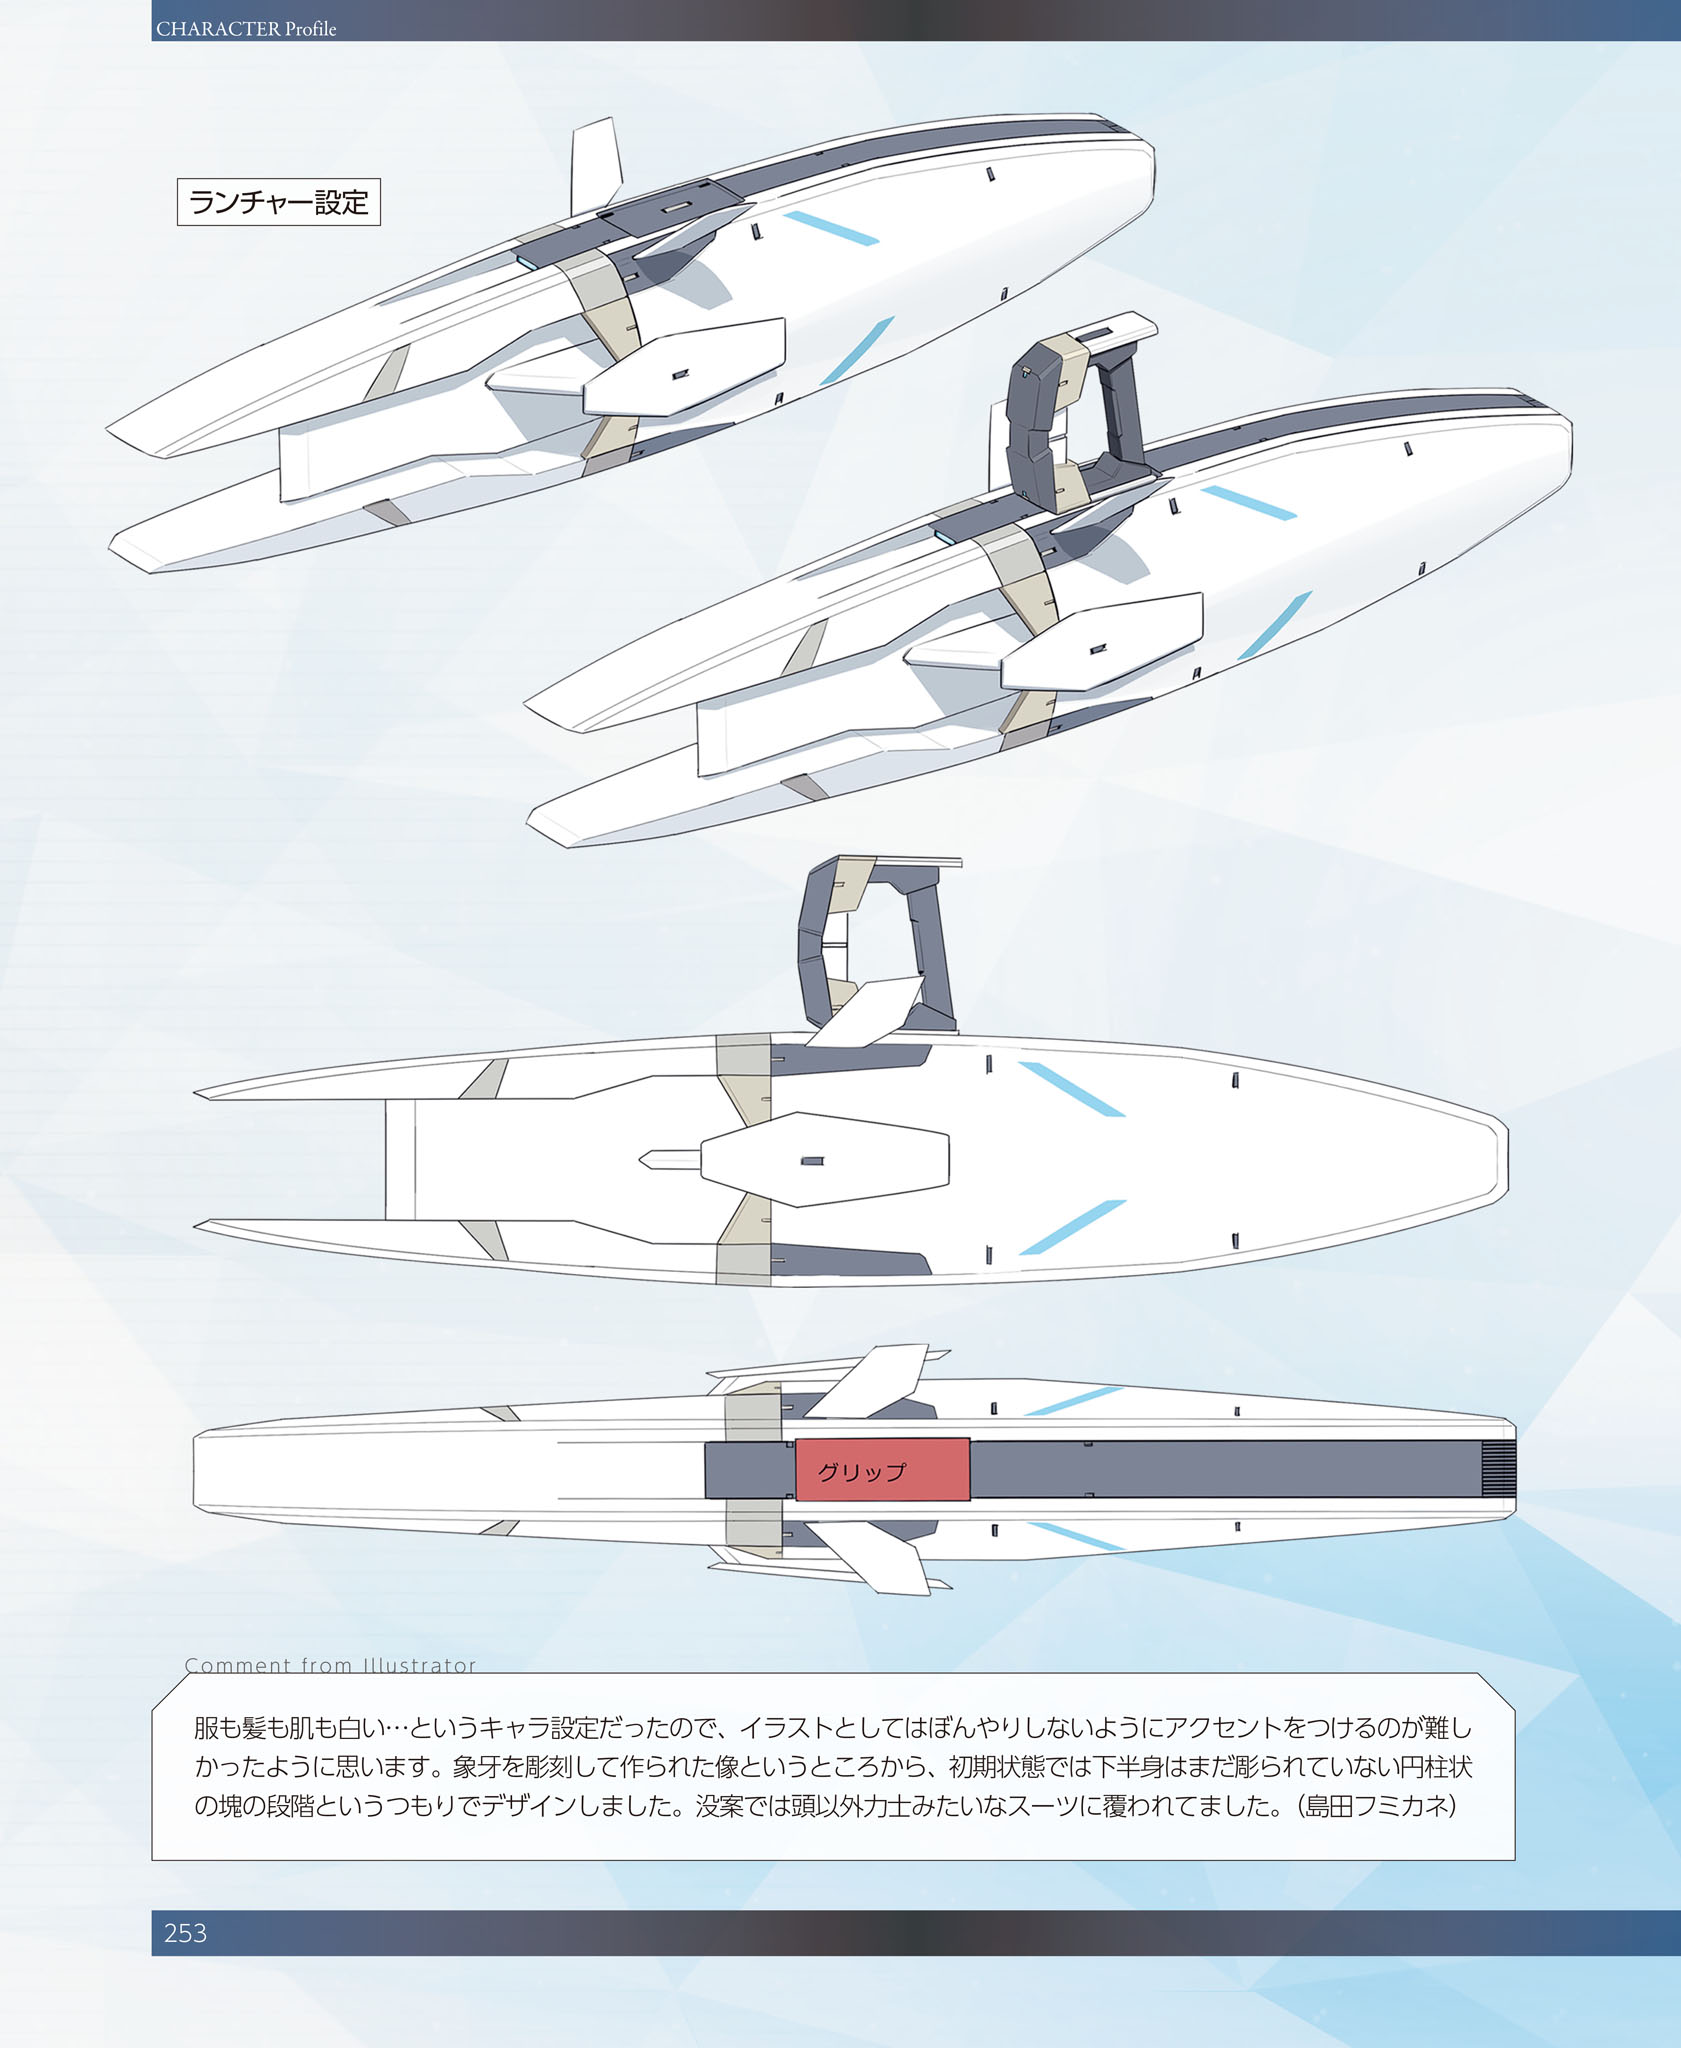 CHARACTER Profile
ランチャー設定
グリップ
Comment from Illustrator
服も髪も肌も白い…というキャラ設定だったので、イラストとしてはぼんやりしないようにアクセントをつけるのが難し
かったように思います。象牙を彫刻して作られた像というところから、初期状態では下半身はまだ彫られていない円柱状
の塊の段階というつもりでデザインしました。没案では頭以外力士みたいなスーツに覆われてました。（島田フミカネ）
253